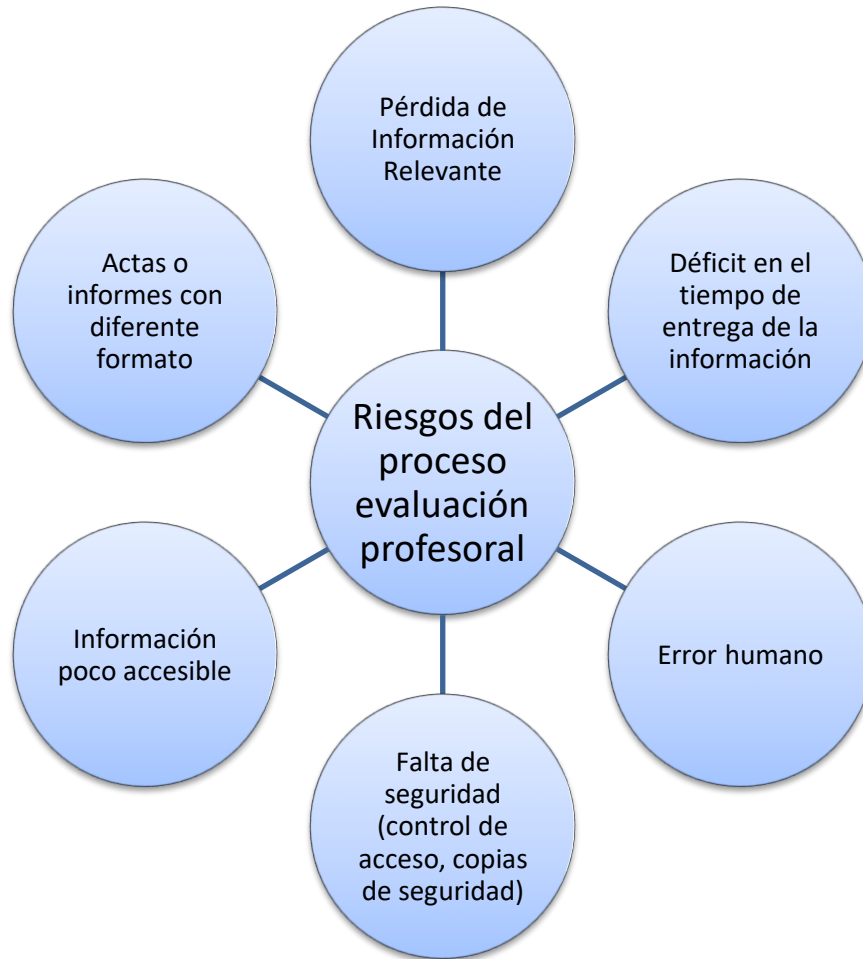 Pérdida de
Información
Relevante
Actas o
informes con
diferente
formato
Déficit en el
tiempo de
entrega de la
información
Riesgos del
proceso
evaluación
profesoral
Información
poco accesible
Error humano
Falta de
seguridad
(control de
acceso, copias
de seguridad)